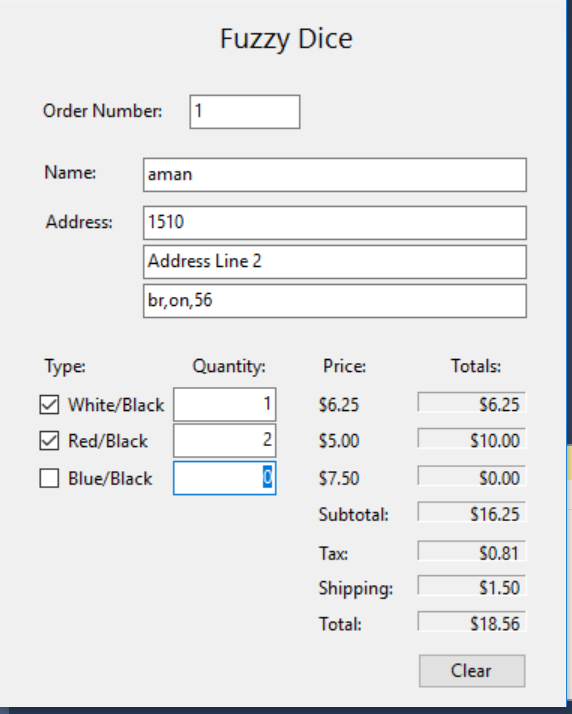 Fuzzy Dice
Order Number: 1
Name: aman
Address: 1510
Address Line 2
br,on,56
Type: Quantity: Price: Totals:
White/Black 1 $6.25 $6.25
Red/Black 2 $5.00 $10.00
Blue/Black 0 $7.50 $0.00
Subtotal: $16.25
Tax: $0.81
Shipping: $1.50
Total: $18.56
Clear